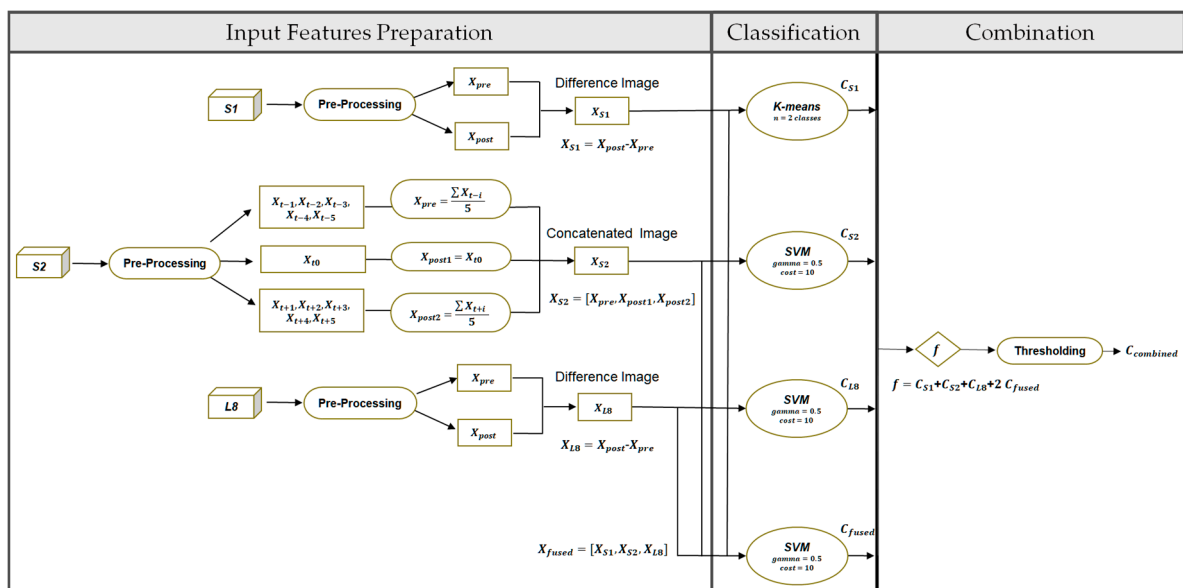 Input Features Preparation
Classification
Combination
S1
Pre-Processing
X_pre
X_post
Difference Image
X_S1
X_S1 = X_post-X_pre
K-means
n = 2 classes
C_S1
S2
Pre-Processing
X_t−1, X_t−2, X_t−3,
X_t−4, X_t−5
X_pre = ∑ X_t−i / 5
X_t0
X_post1 = X_t0
X_t+1, X_t+2, X_t+3,
X_t+4, X_t+5
X_post2 = ∑ X_t+i / 5
Concatenated Image
X_S2
X_S2 = [X_pre, X_post1, X_post2]
SVM
gamma = 0.5
cost = 10
C_S2
L8
Pre-Processing
X_pre
X_post
Difference Image
X_L8
X_L8 = X_post-X_pre
SVM
gamma = 0.5
cost = 10
C_L8
X_fused = [X_S1, X_S2, X_L8]
SVM
gamma = 0.5
cost = 10
C_fused
f
Thresholding
C_combined
f = C_S1+C_S2+C_L8+2 C_fused